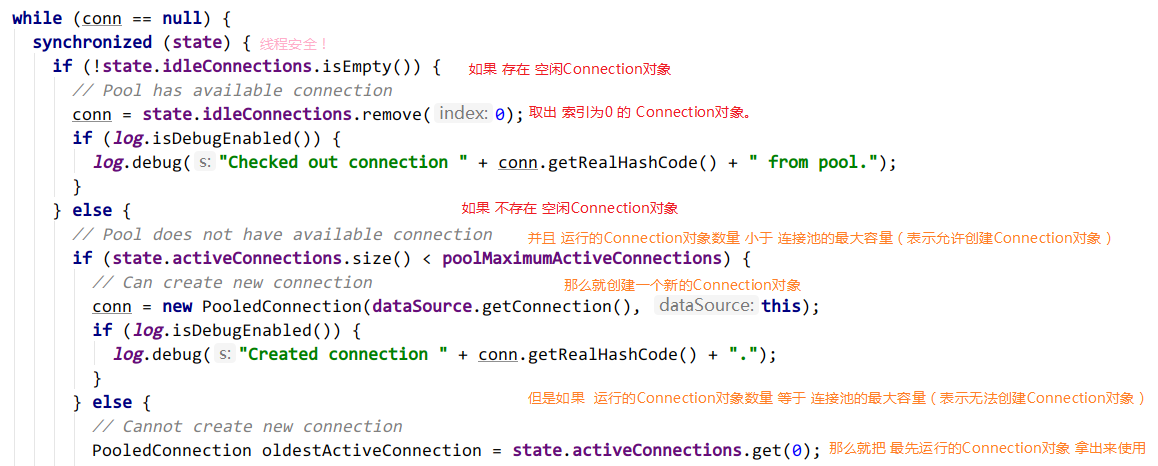 while (conn == null) {
synchronized (state) { 线程安全！
if (!state.idleConnections.isEmpty()) { 如果 存在 空闲Connection对象
// Pool has available connection
conn = state.idleConnections.remove( index: 0); 取出 索引为0 的 Connection对象。
if (log.isDebugEnabled()) {
log.debug( s: "Checked out connection " + conn.getRealHashCode() + " from pool.");
}
} else { 如果 不存在 空闲Connection对象
// Pool does not have available connection 并且 运行的Connection对象数量 小于 连接池的最大容量（表示允许创建Connection对象）
if (state.activeConnections.size() < poolMaximumActiveConnections) {
// Can create new connection 那么就创建一个新的Connection对象
conn = new PooledConnection(dataSource.getConnection(), dataSource: this);
if (log.isDebugEnabled()) {
log.debug( s: "Created connection " + conn.getRealHashCode() + ".");
}
} else { 但是如果 运行的Connection对象数量 等于 连接池的最大容量（表示无法创建Connection对象）
// Cannot create new connection
PooledConnection oldestActiveConnection = state.activeConnections.get(0); 那么就把 最先运行的Connection对象 拿出来使用